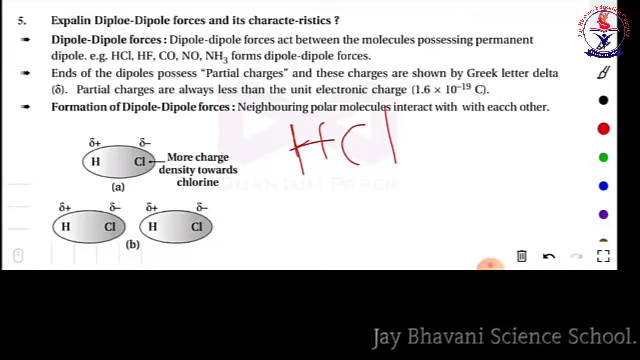 5. Expalin Diploe-Dipole forces and its characte-ristics ?
➡ Dipole-Dipole forces : Dipole-dipole forces act between the molecules possessing permanent
dipole. e.g. HCl, HF, CO, NO, NH₃ forms dipole-dipole forces.
➡ Ends of the dipoles possess “Partial charges” and these charges are shown by Greek letter delta
(δ). Partial charges are always less than the unit electronic charge (1.6 × 10⁻¹⁹ C).
➡ Formation of Dipole-Dipole forces : Neighbouring polar molecules interact with with eacch other.
HCl
δ+ δ–
H Cl
More charge
density towards
chlorine
(a)
δ+ δ– δ+ δ–
H Cl H Cl
(b)
QUANTUM PAPER
Jay Bhavani Science School.